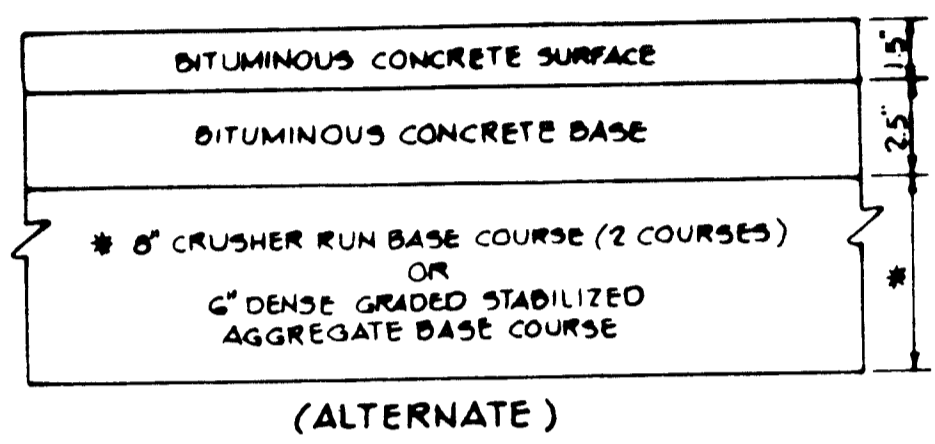 BITUMINOUS CONCRETE SURFACE
1.5"
BITUMINOUS CONCRETE BASE
2.5"
* 8" CRUSHER RUN BASE COURSE (2 COURSES)
OR
6" DENSE GRADED STABILIZED
AGGREGATE BASE COURSE
*
(ALTERNATE)